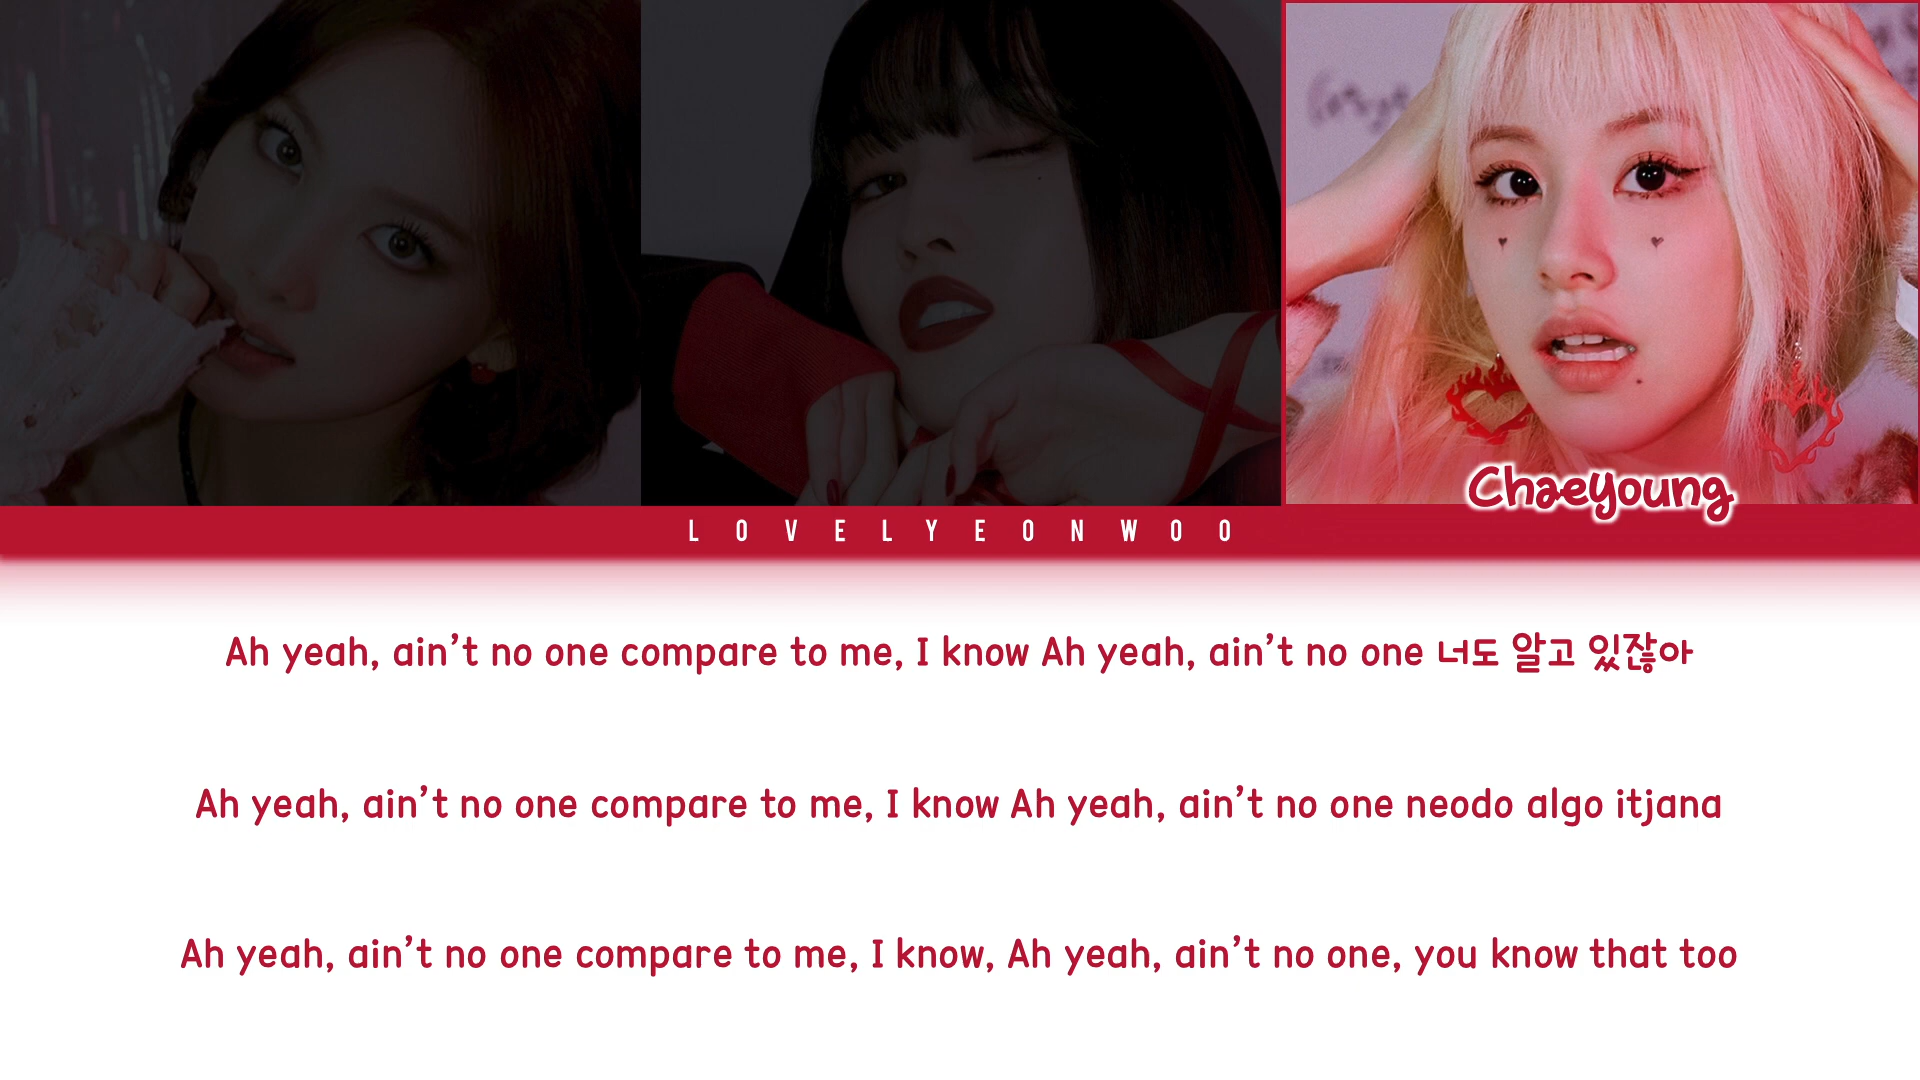 Chaeyoung
LOVELYEONWOO
Ah yeah, ain't no one compare to me, I know Ah yeah, ain't no one 너도 알고 있잖아
Ah yeah, ain't no one compare to me, I know Ah yeah, ain't no one neodo algo itjana
Ah yeah, ain't no one compare to me, I know, Ah yeah, ain't no one, you know that too